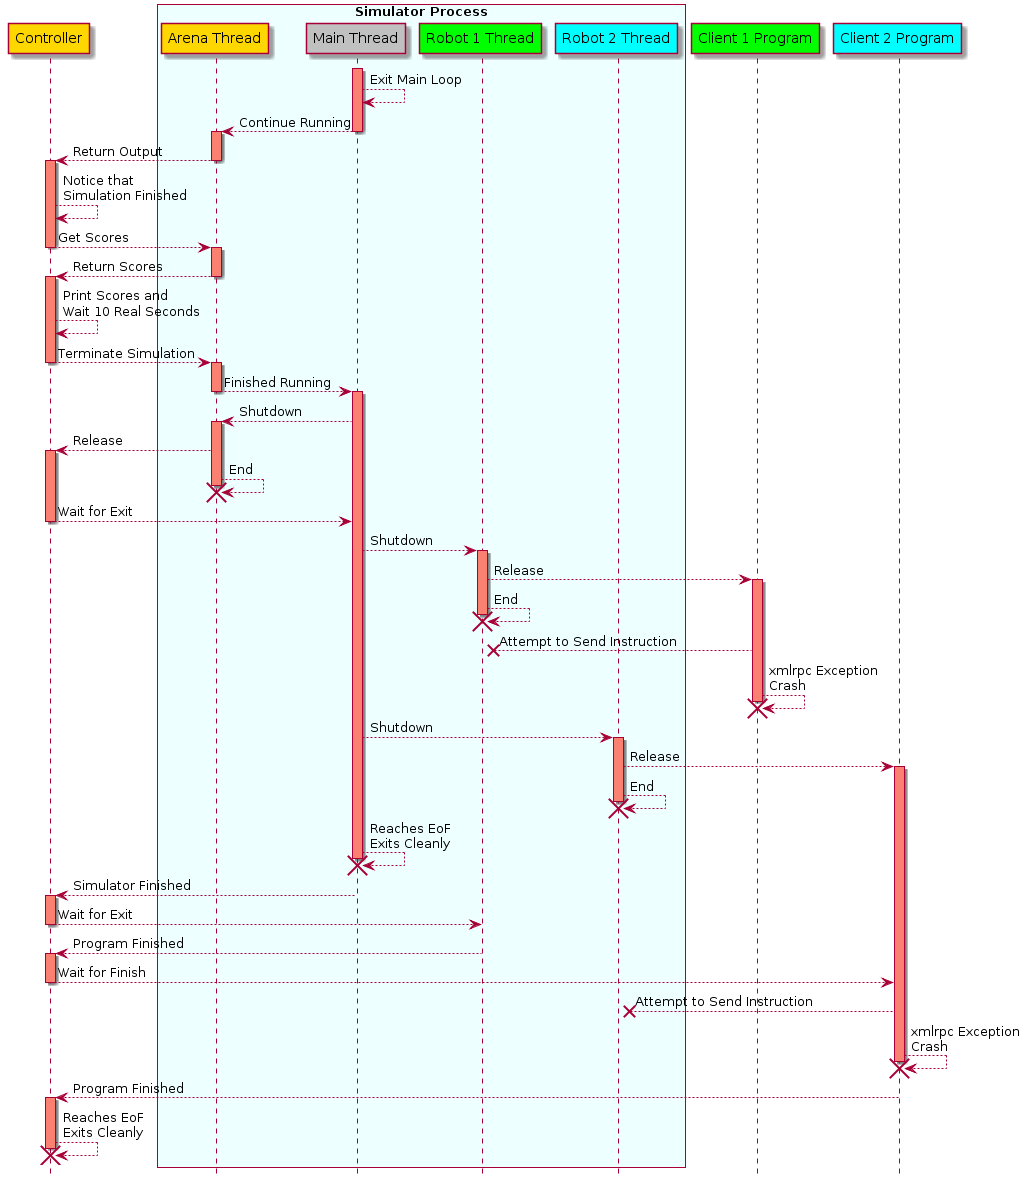 Simulator Process
Controller
Arena Thread
Main Thread
Robot 1 Thread
Robot 2 Thread
Client 1 Program
Client 2 Program
Exit Main Loop
Continue Running
Return Output
Notice that
Simulation Finished
Get Scores
Return Scores
Print Scores and
Wait 10 Real Seconds
Terminate Simulation
Finished Running
Shutdown
Release
End
Wait for Exit
Shutdown
Release
End
Attempt to Send Instruction
xmlrpc Exception
Crash
Shutdown
Release
End
Reaches EoF
Exits Cleanly
Simulator Finished
Wait for Exit
Program Finished
Wait for Finish
Attempt to Send Instruction
xmlrpc Exception
Crash
Program Finished
Reaches EoF
Exits Cleanly